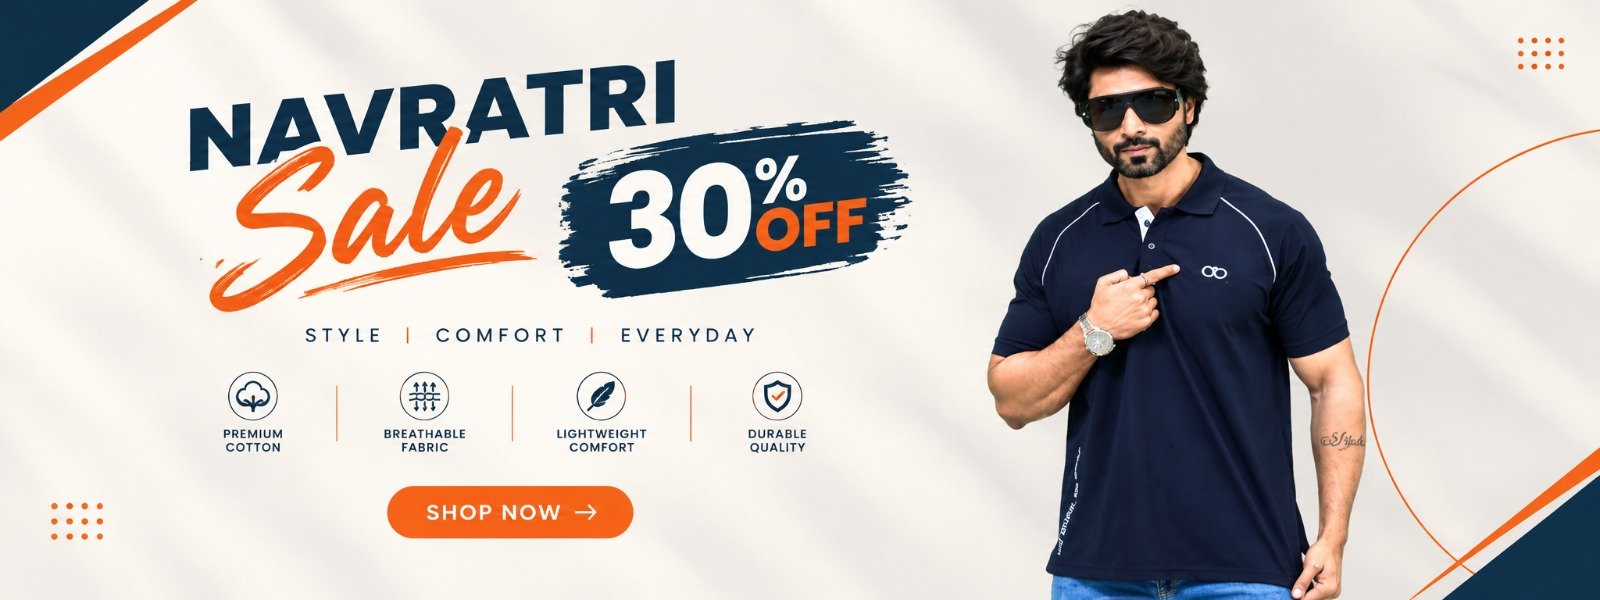 NAVRATRI
Sale
30% OFF
STYLE | COMFORT | EVERYDAY
PREMIUM COTTON
BREATHABLE FABRIC
LIGHTWEIGHT COMFORT
DURABLE QUALITY
SHOP NOW →